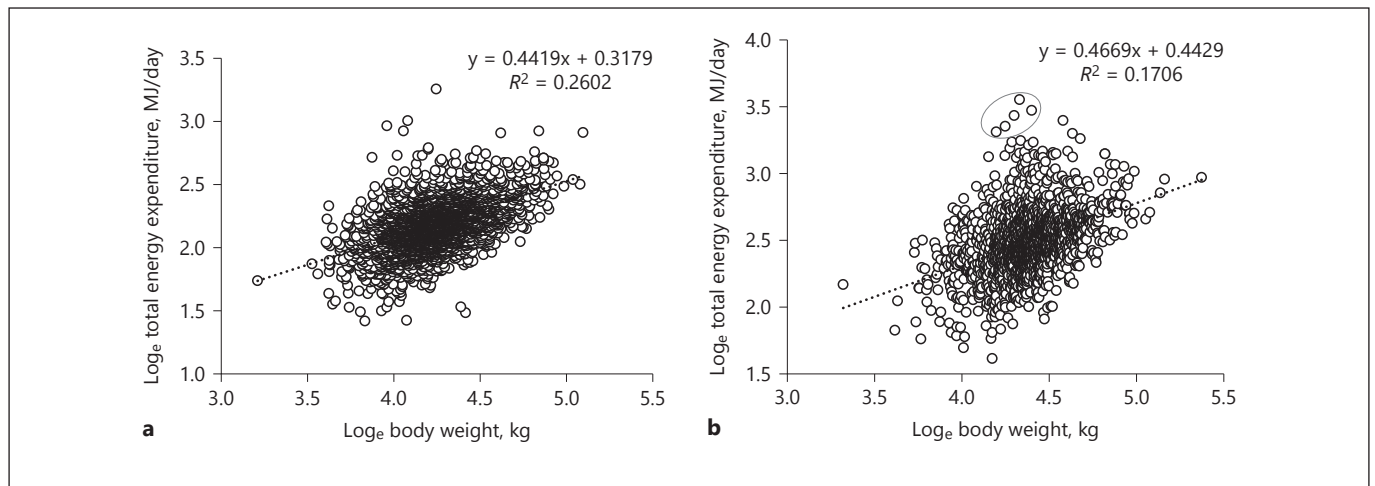 y = 0.4419x + 0.3179
R² = 0.2602
3.5
3.0
2.5
2.0
1.5
1.0
Logₑ total energy expenditure, MJ/day
3.0
3.5
4.0
4.5
5.0
5.5
Logₑ body weight, kg
a
y = 0.4669x + 0.4429
R² = 0.1706
4.0
3.5
3.0
2.5
2.0
1.5
Logₑ total energy expenditure, MJ/day
3.0
3.5
4.0
4.5
5.0
5.5
Logₑ body weight, kg
b